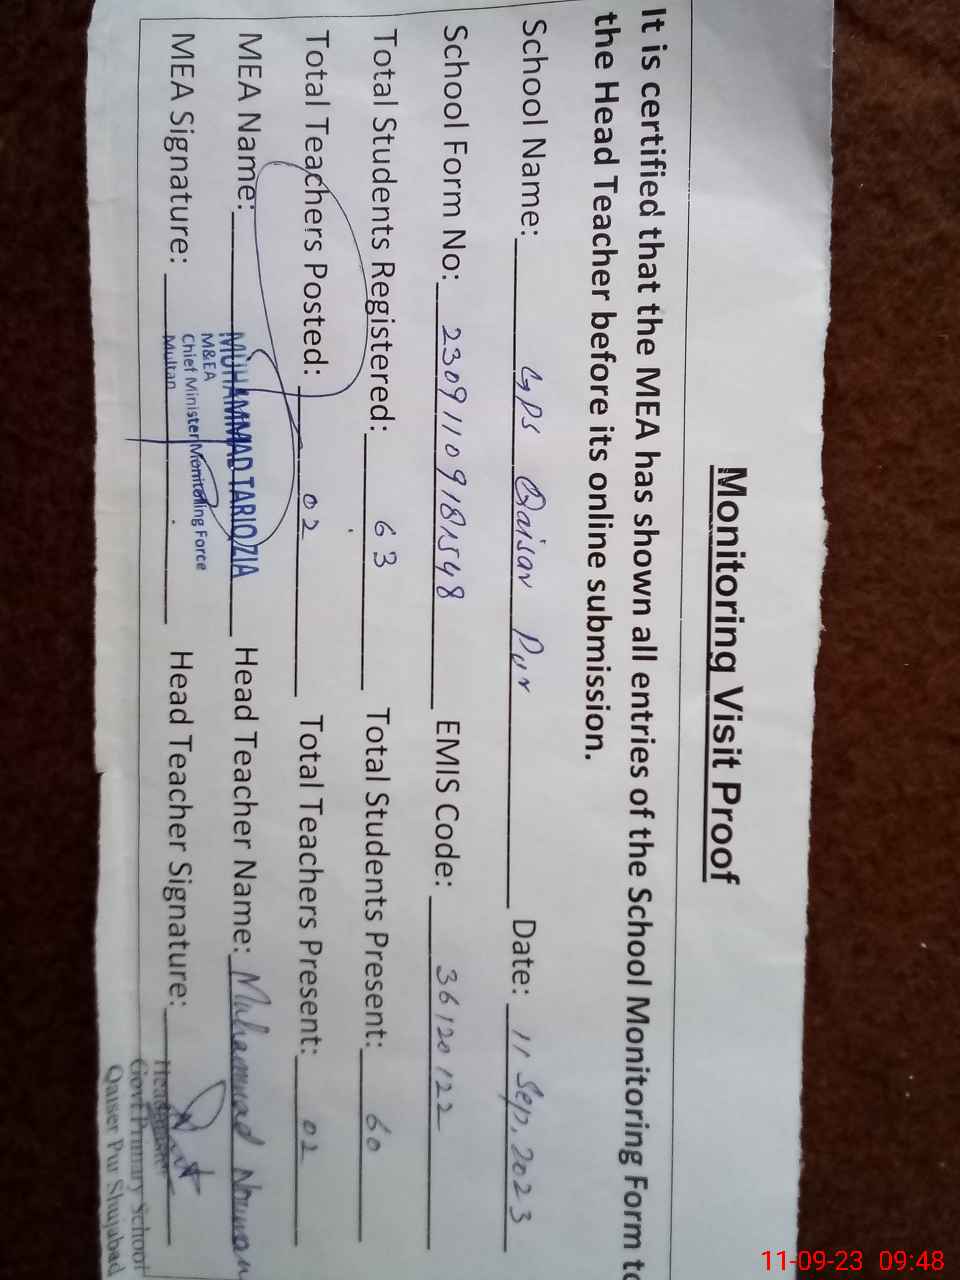 Monitoring Visit Proof
It is certified that the MEA has shown all entries of the School Monitoring Form to
the Head Teacher before its online submission.
School Name: GPS Qaisar Pur Date: 11 Sep, 2023
School Form No: 23091109181548 EMIS Code: 36120122
Total Students Registered: 63 Total Students Present: 60
Total Teachers Posted: 02 Total Teachers Present: 02
MEA Name: MUHAMMAD TARIQ ZIA Head Teacher Name: Muhammad Nouman
M&EA
Chief Minister Monitoring Force
Multan
MEA Signature: Head Teacher Signature:
Head
Govt Primary School
Qaiser Pur Shujabad
11-09-23 09:48